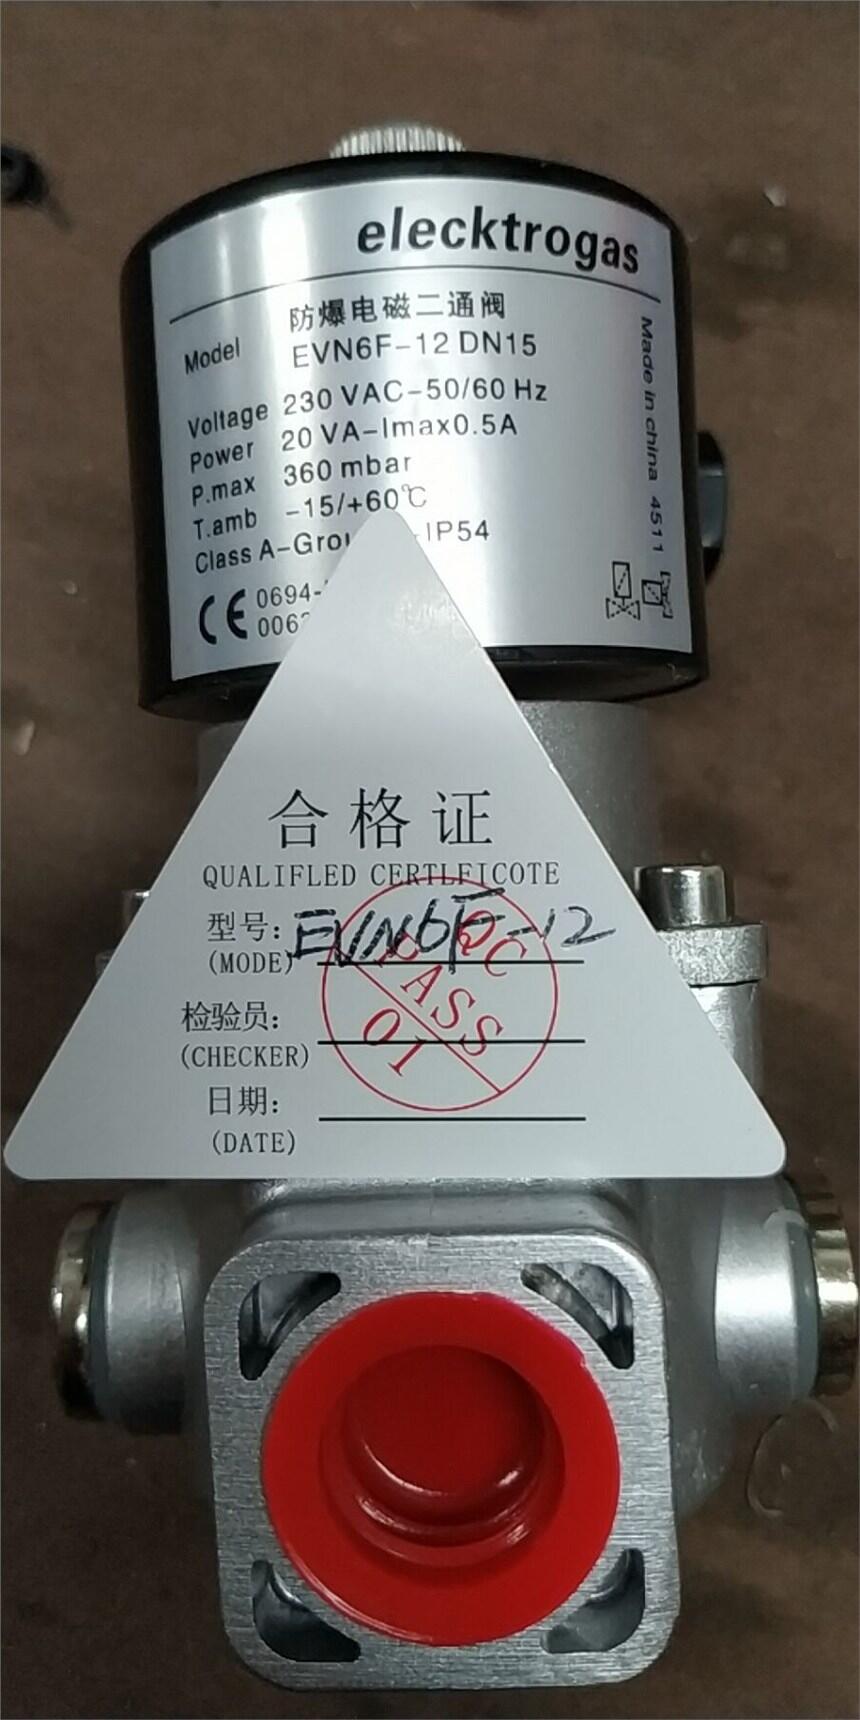 elecktrogas
防爆电磁二通阀
Model EVN6F-12 DN15
Voltage 230 VAC-50/60 Hz
Power 20 VA-Imax0.5A
P.max 360 mbar
T.amb -15/+60℃
Class A- IP54
CE 0694-
Made in china 4511
合格证
QUALIFLED CERTLFICOTE
型号: EVN6F-12
(MODE)
检验员:
(CHECKER)
日期:
(DATE)
QC
PASS
01